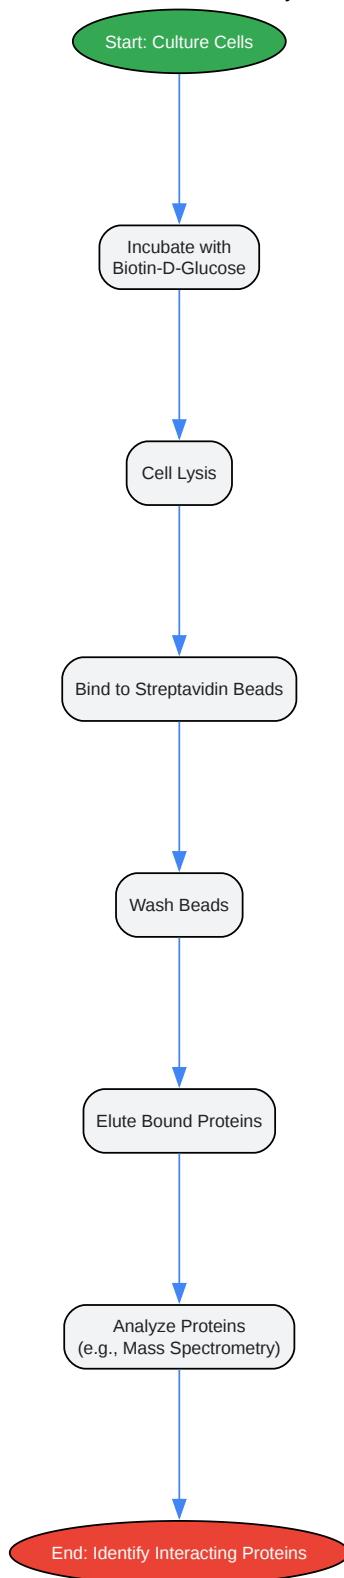 Start: Culture Cells
Incubate with
Biotin-D-Glucose
Cell Lysis
Bind to Streptavidin Beads
Wash Beads
Elute Bound Proteins
Analyze Proteins
(e.g., Mass Spectrometry)
End: Identify Interacting Proteins